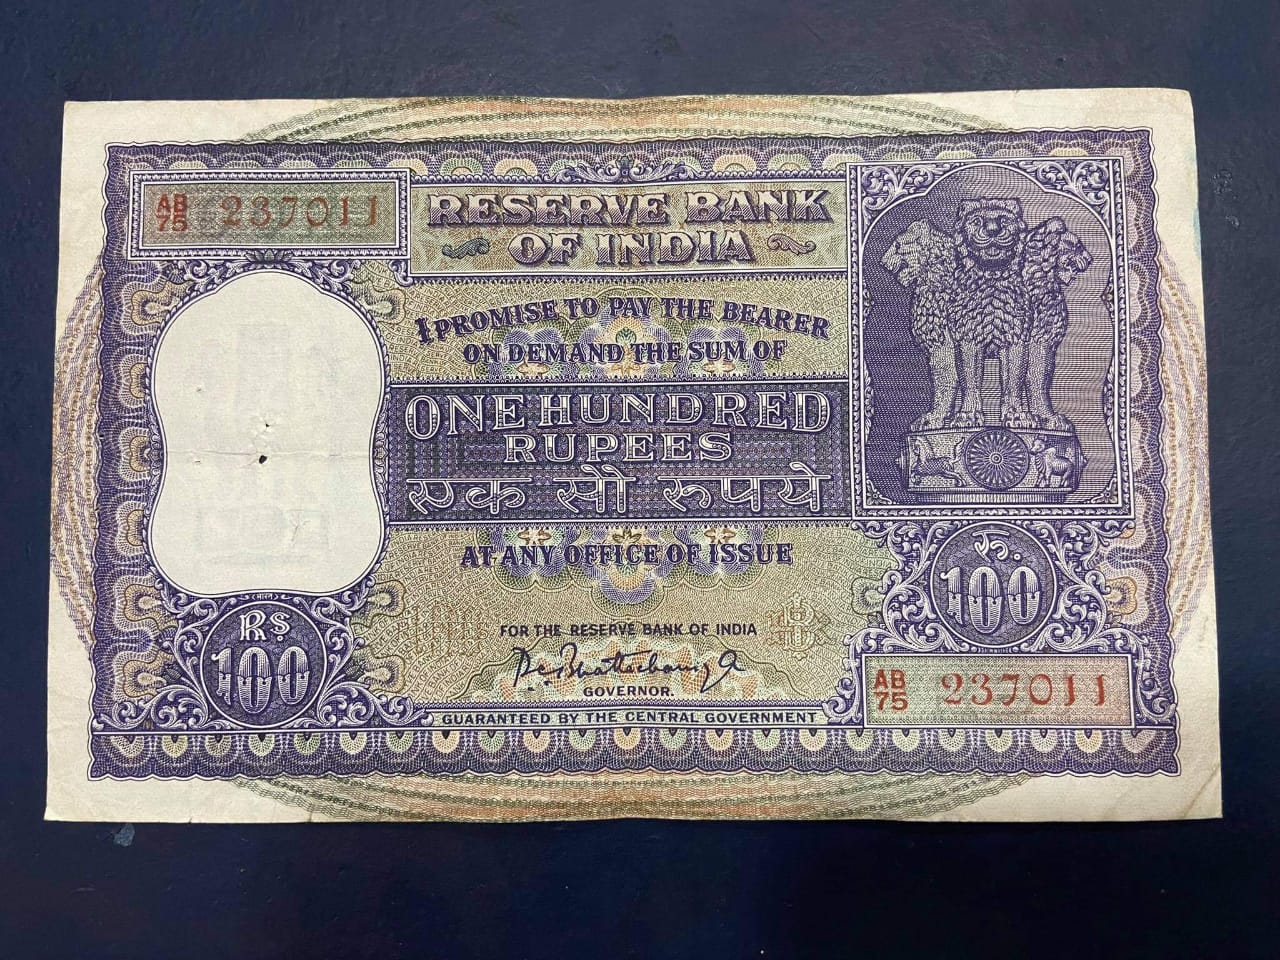 AB
75 237011
RESERVE BANK
OF INDIA
I PROMISE TO PAY THE BEARER
ON DEMAND THE SUM OF
ONE HUNDRED
RUPEES
एक सौ रुपये
AT ANY OFFICE OF ISSUE
FOR THE RESERVE BANK OF INDIA
P. C. Bhattacharyya
GOVERNOR.
GUARANTEED BY THE CENTRAL GOVERNMENT
Rs
100
रु.
100
AB
75 237011